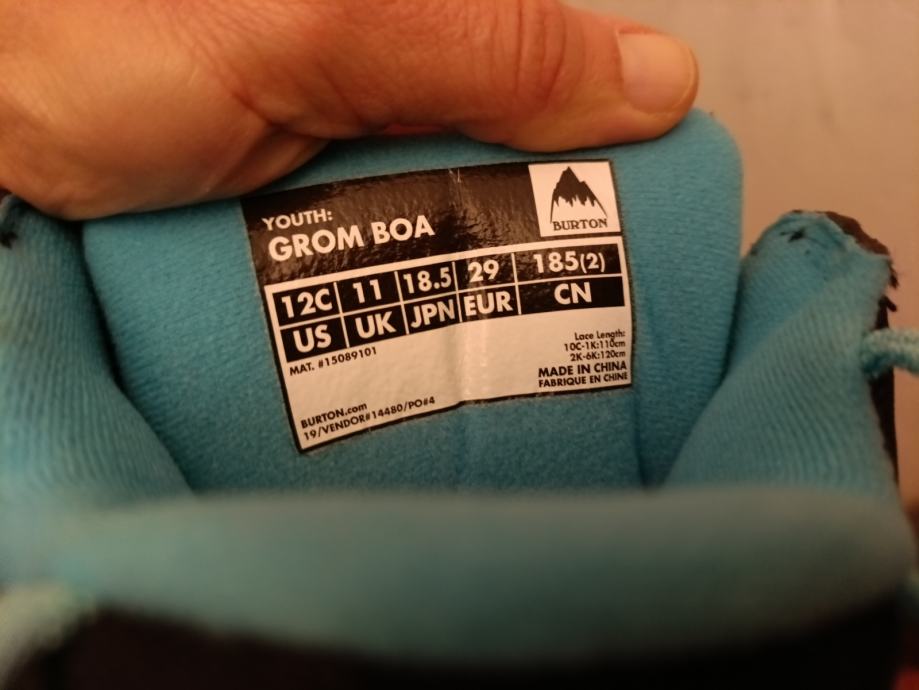 YOUTH:
GROM BOA
BURTON
12C 11 18.5 29 185(2)
US UK JPN EUR CN
MAT. #15089101
Lace Length:
10C-1K:110cm
2K-6K:120cm
MADE IN CHINA
FABRIQUE EN CHINE
BURTON.com
19/VENDOR#14480/PO#4